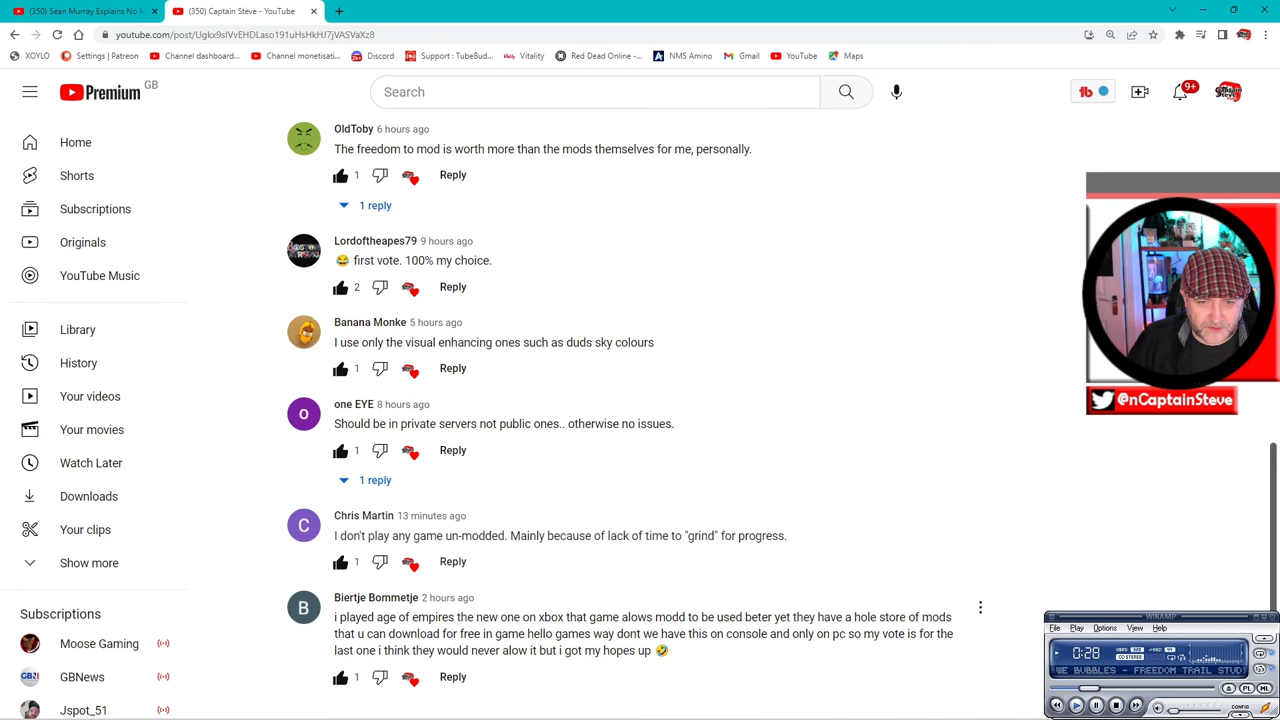 (350) Sean Murray Explains No
(350) Captain Steve - YouTube
youtube.com/post/Ugkx9slVvEHDLaso191uHsHkHJ7jVASVaXz8
XOYLO
Settings | Patreon
Channel dashboard...
Channel monetisati...
Discord
Support : TubeBud...
Vitality
Red Dead Online -...
NMS Amino
Gmail
YouTube
Maps
Premium GB
Search
tb
9+
Home
Shorts
Subscriptions
Originals
YouTube Music
Library
History
Your videos
Your movies
Watch Later
Downloads
Your clips
Show more
Subscriptions
Moose Gaming
GBNews
Jspot_51
OldToby 6 hours ago
The freedom to mod is worth more than the mods themselves for me, personally.
1 Reply
1 reply
Lordoftheapes79 9 hours ago
😂 first vote. 100% my choice.
2 Reply
Banana Monke 5 hours ago
I use only the visual enhancing ones such as duds sky colours
1 Reply
o
one EYE 8 hours ago
Should be in private servers not public ones.. otherwise no issues.
1 Reply
1 reply
C
Chris Martin 13 minutes ago
I don't play any game un-modded. Mainly because of lack of time to "grind" for progress.
1 Reply
B
Biertje Bommetje 2 hours ago
i played age of empires the new one on xbox that game alows modd to be used beter yet they have a hole store of mods
that u can download for free in game hello games way dont we have this on console and only on pc so my vote is for the
last one i think they would never alow it but i got my hopes up 🤣
1 Reply
@nCaptainSteve
WINAMP
File Play Options View Help
0:28
E BUBBLES - FREEDOM TRAIL STUD
PL ML
CONFIG